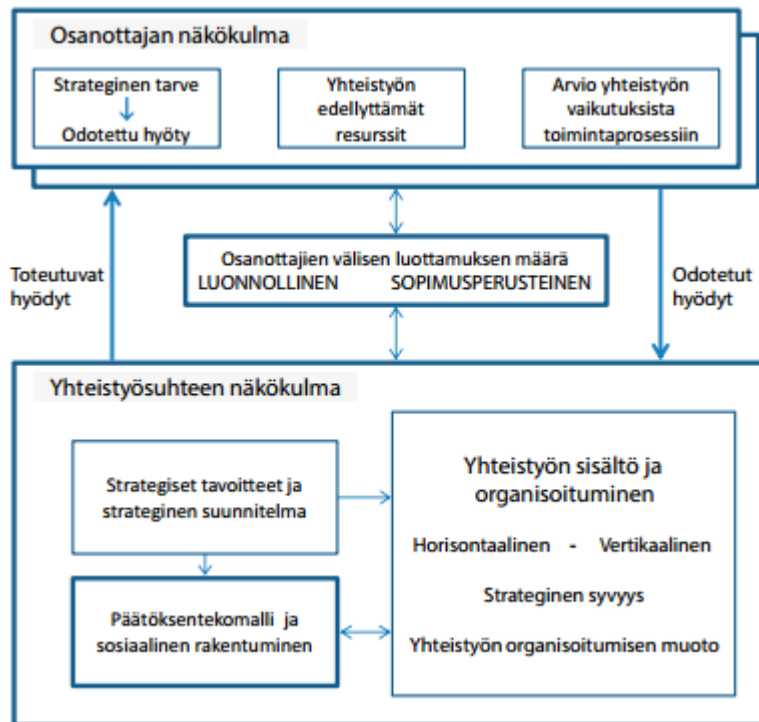 Osanottajan näkökulma
Strateginen tarve
Odotettu hyöty
Yhteistyön
edellyttämät
resurssit
Arvio yhteistyön
vaikutuksista
toimintaprosessiin
Toteutuvat
hyödyt
Osanottajien välisen luottamuksen määrä
LUONNOLLINEN SOPIMUSPERUSTEINEN
Odotetut
hyödyt
Yhteistyösuhteen näkökulma
Strategiset tavoitteet ja
strateginen suunnitelma
Päätöksentekomalli ja
sosiaalinen rakentuminen
Yhteistyön sisältö ja
organisoituminen
Horisontaalinen - Vertikaalinen
Strateginen syvyys
Yhteistyön organisoitumisen muoto